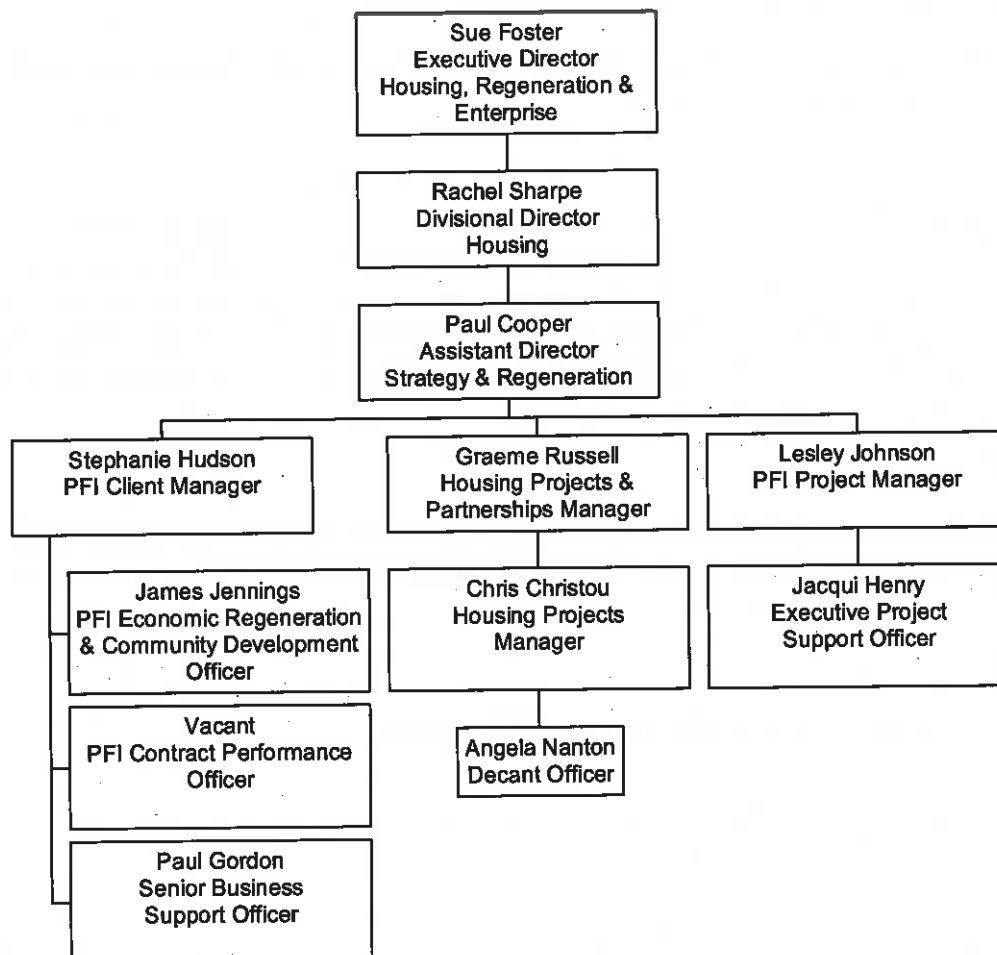 Sue Foster
Executive Director
Housing, Regeneration &
Enterprise
Rachel Sharpe
Divisional Director
Housing
Paul Cooper
Assistant Director
Strategy & Regeneration
Stephanie Hudson
PFI Client Manager
Graeme Russell
Housing Projects &
Partnerships Manager
Lesley Johnson
PFI Project Manager
James Jennings
PFI Economic Regeneration
& Community Development
Officer
Chris Christou
Housing Projects
Manager
Jacqui Henry
Executive Project
Support Officer
Vacant
PFI Contract Performance
Officer
Angela Nanton
Decant Officer
Paul Gordon
Senior Business
Support Officer